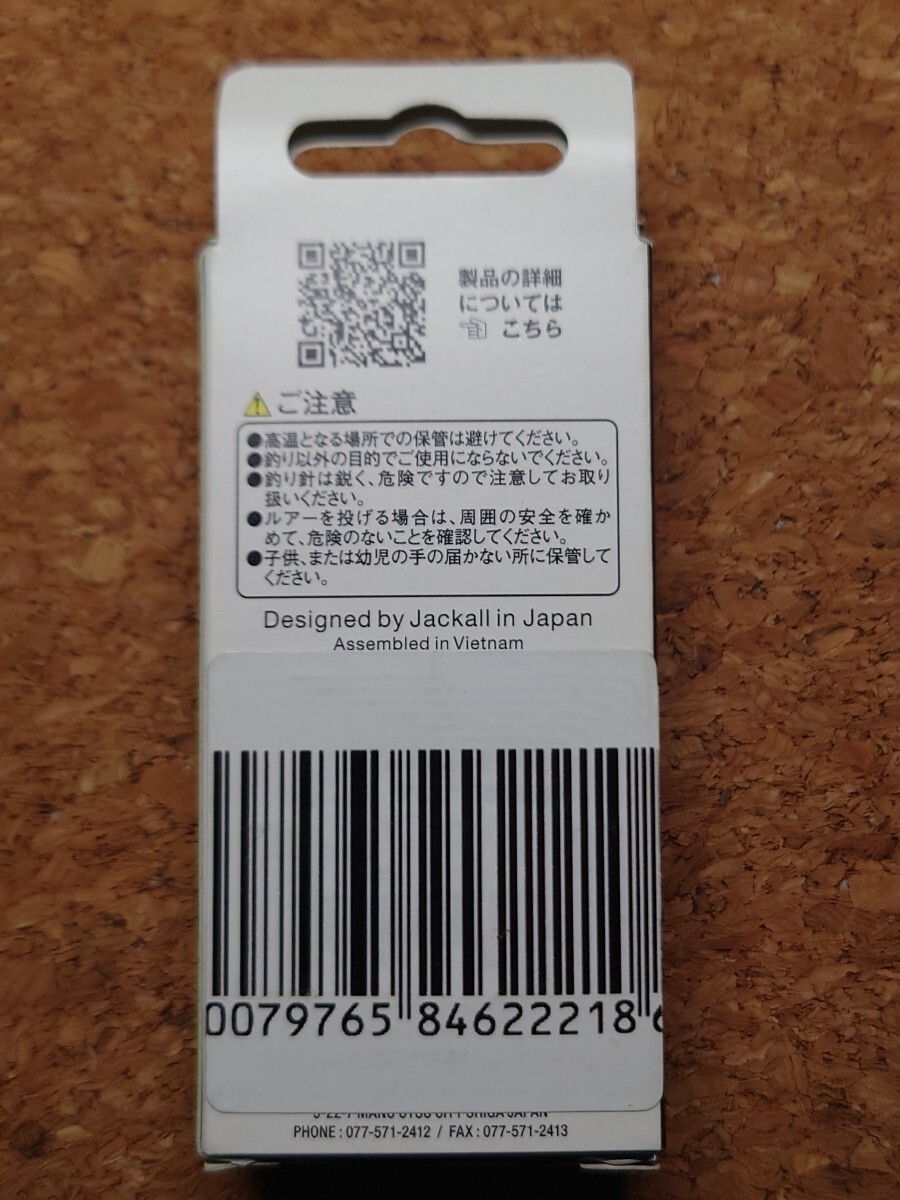 製品の詳細
については
☜ こちら
⚠ご注意
●高温となる場所での保管は避けてください。
●釣り以外の目的でご使用にならないでください。
●釣り針は鋭く、危険ですので注意してお取り
扱いください。
●ルアーを投げる場合は、周囲の安全を確か
めて、危険のないことを確認してください。
●子供、または幼児の手の届かない所に保管して
ください。
Designed by Jackall in Japan
Assembled in Vietnam
0079765 84622218
PHONE : 077-571-2412 / FAX : 077-571-2413